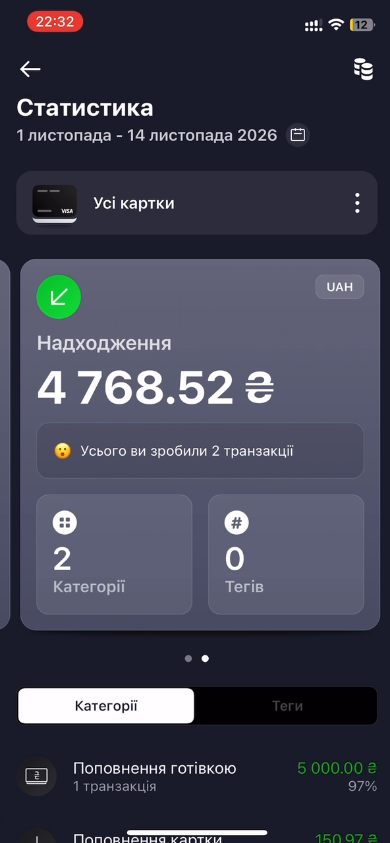 22:32
12
Статистика
1 листопада - 14 листопада 2026
VISA
Усі картки
UAH
Надходження
4 768.52 ₴
Усього ви зробили 2 транзакції
#
2
0
Категорії
Тегів
Категорії
Теги
₴
Поповнення готівкою
5 000.00 ₴
1 транзакція
97%
Поповнення картки
150.97 ₴